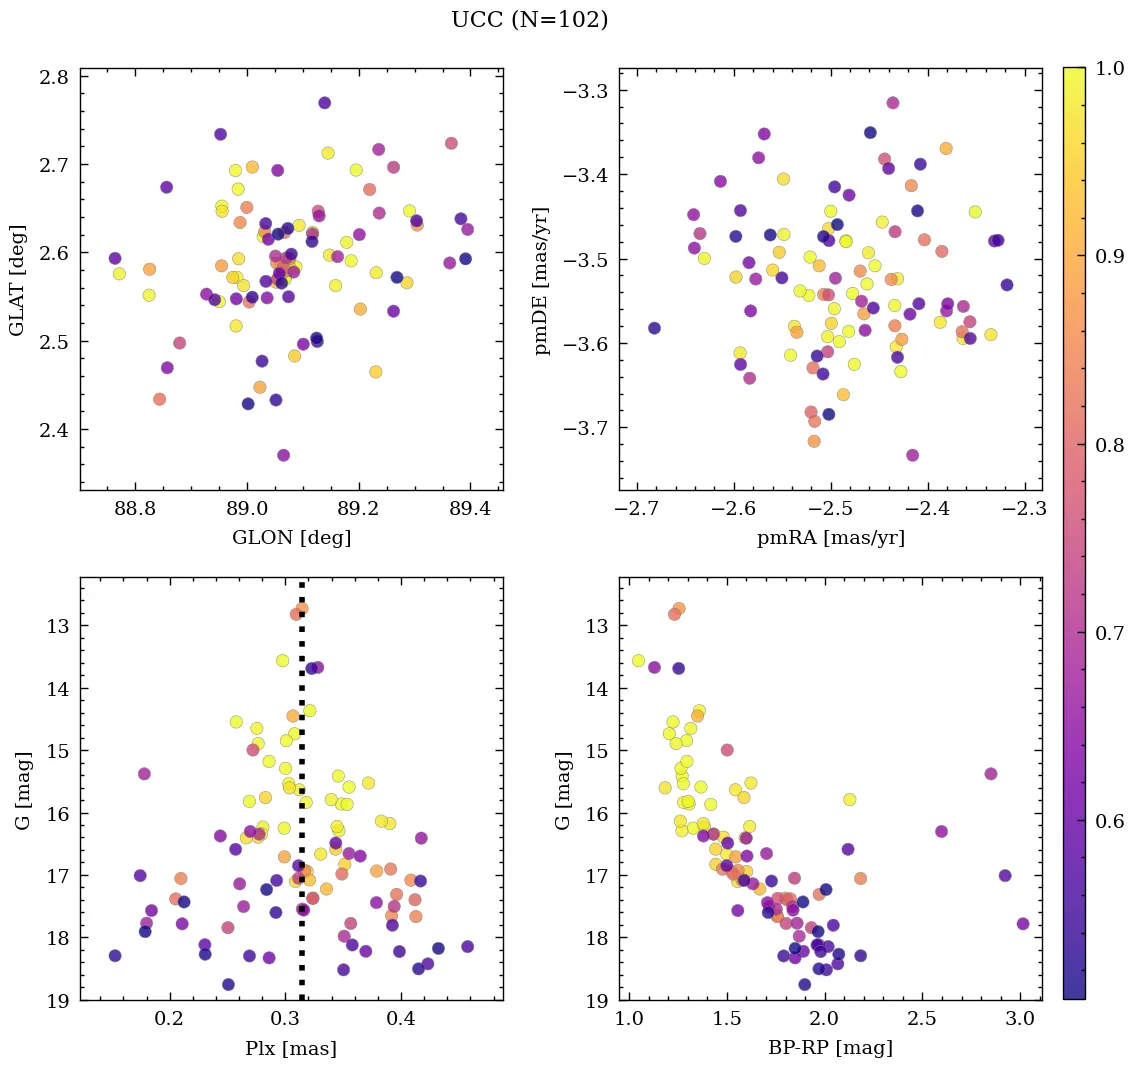 UCC (N=102)
2.8
2.7
2.6
2.5
2.4
GLAT [deg]
88.8 89.0 89.2 89.4
GLON [deg]
−3.3
−3.4
−3.5
−3.6
−3.7
pmDE [mas/yr]
−2.7 −2.6 −2.5 −2.4 −2.3
pmRA [mas/yr]
13
14
15
16
17
18
19
G [mag]
0.2 0.3 0.4
Plx [mas]
13
14
15
16
17
18
19
G [mag]
1.0 1.5 2.0 2.5 3.0
BP-RP [mag]
1.0
0.9
0.8
0.7
0.6